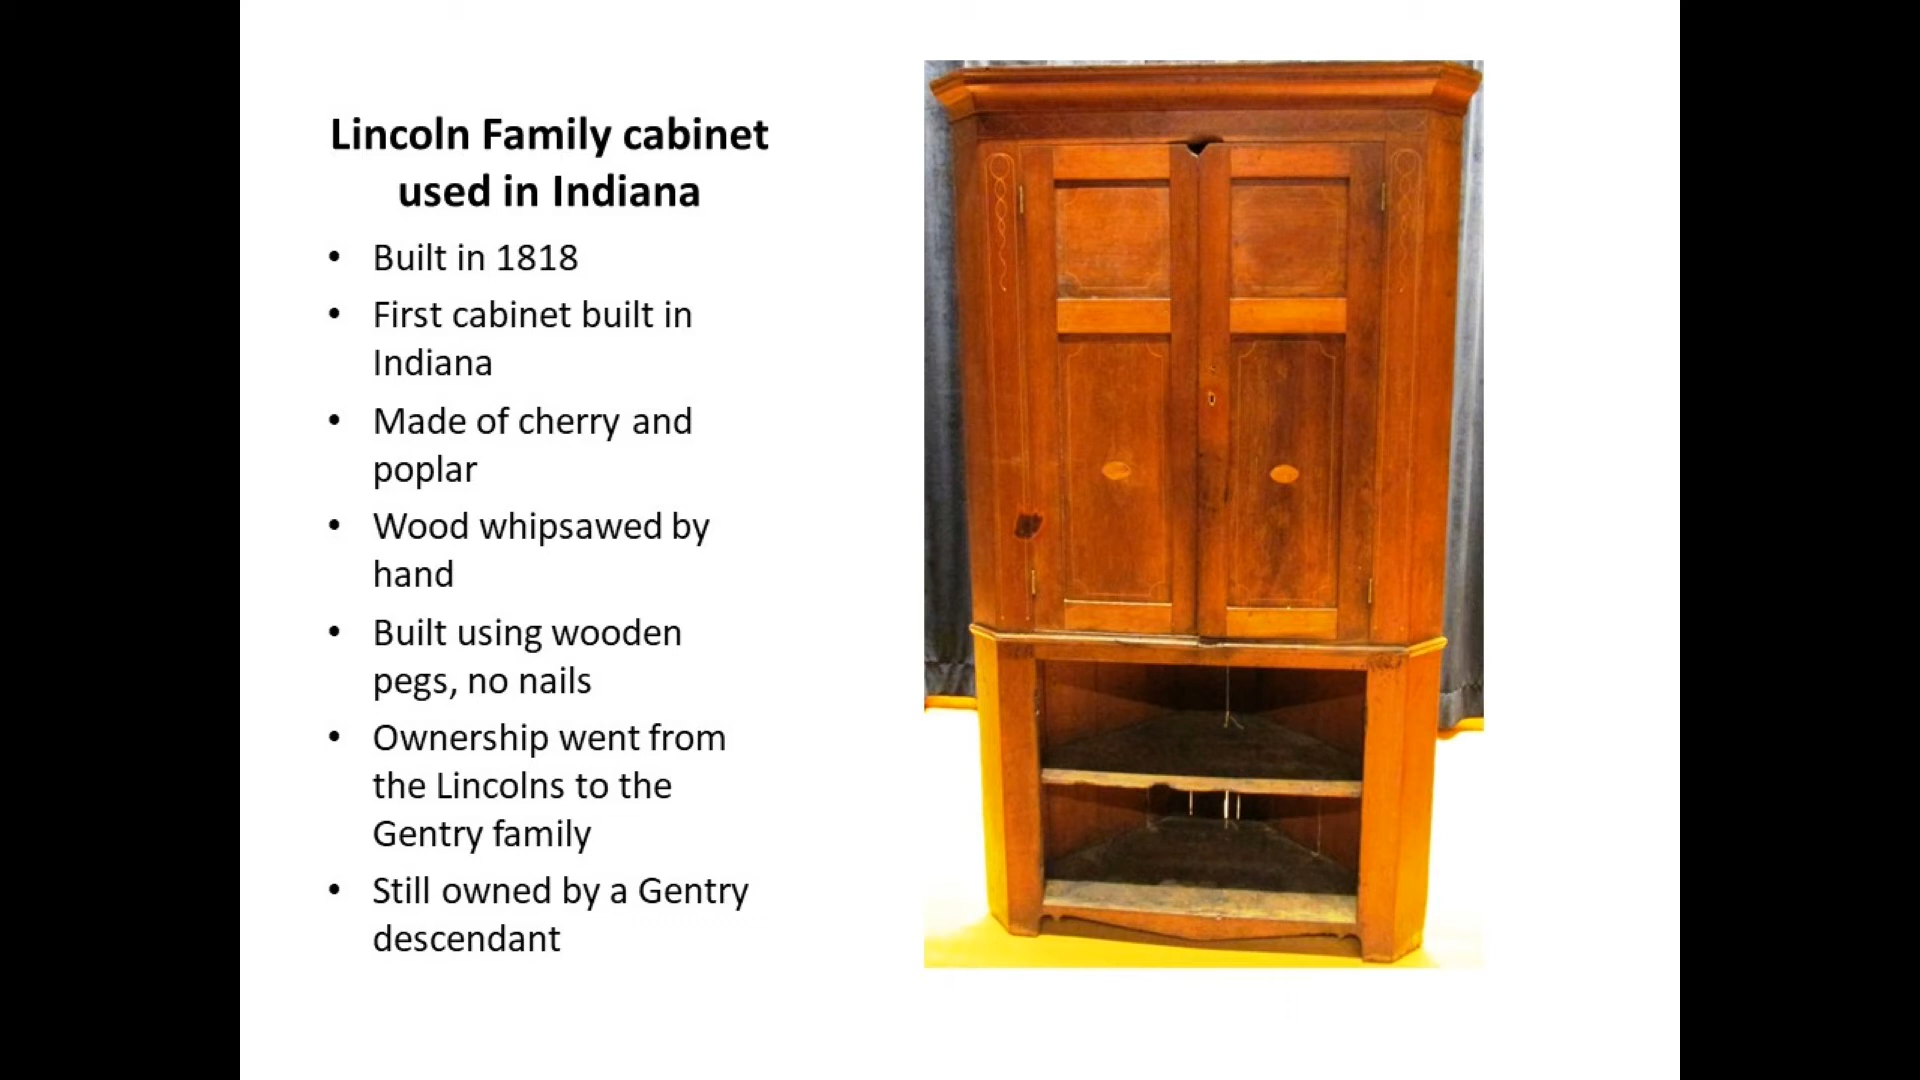 Lincoln Family cabinet
used in Indiana
• Built in 1818
• First cabinet built in
Indiana
• Made of cherry and
poplar
• Wood whipsawed by
hand
• Built using wooden
pegs, no nails
• Ownership went from
the Lincolns to the
Gentry family
• Still owned by a Gentry
descendant